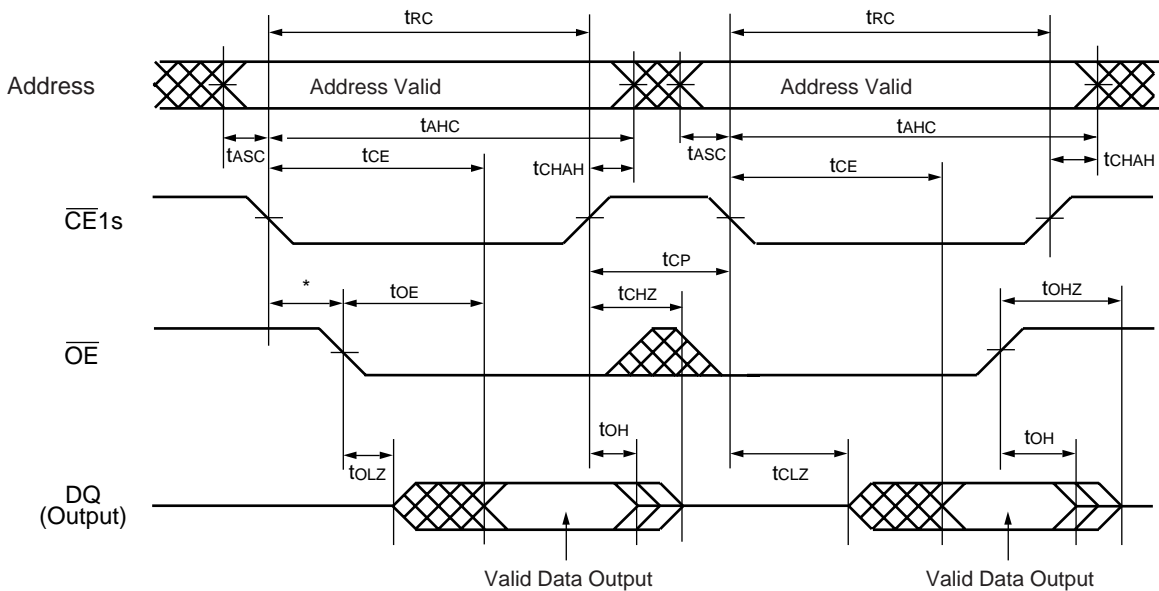 tRC tRC
Address Address Valid Address Valid
tAHC tAHC
tASC tCE tCHAH tASC tCE tCHAH
CE1s
tCP
* tOE tCHZ tOHZ
OE
tOH tOH
tOLZ tCLZ
DQ
(Output)
Valid Data Output Valid Data Output